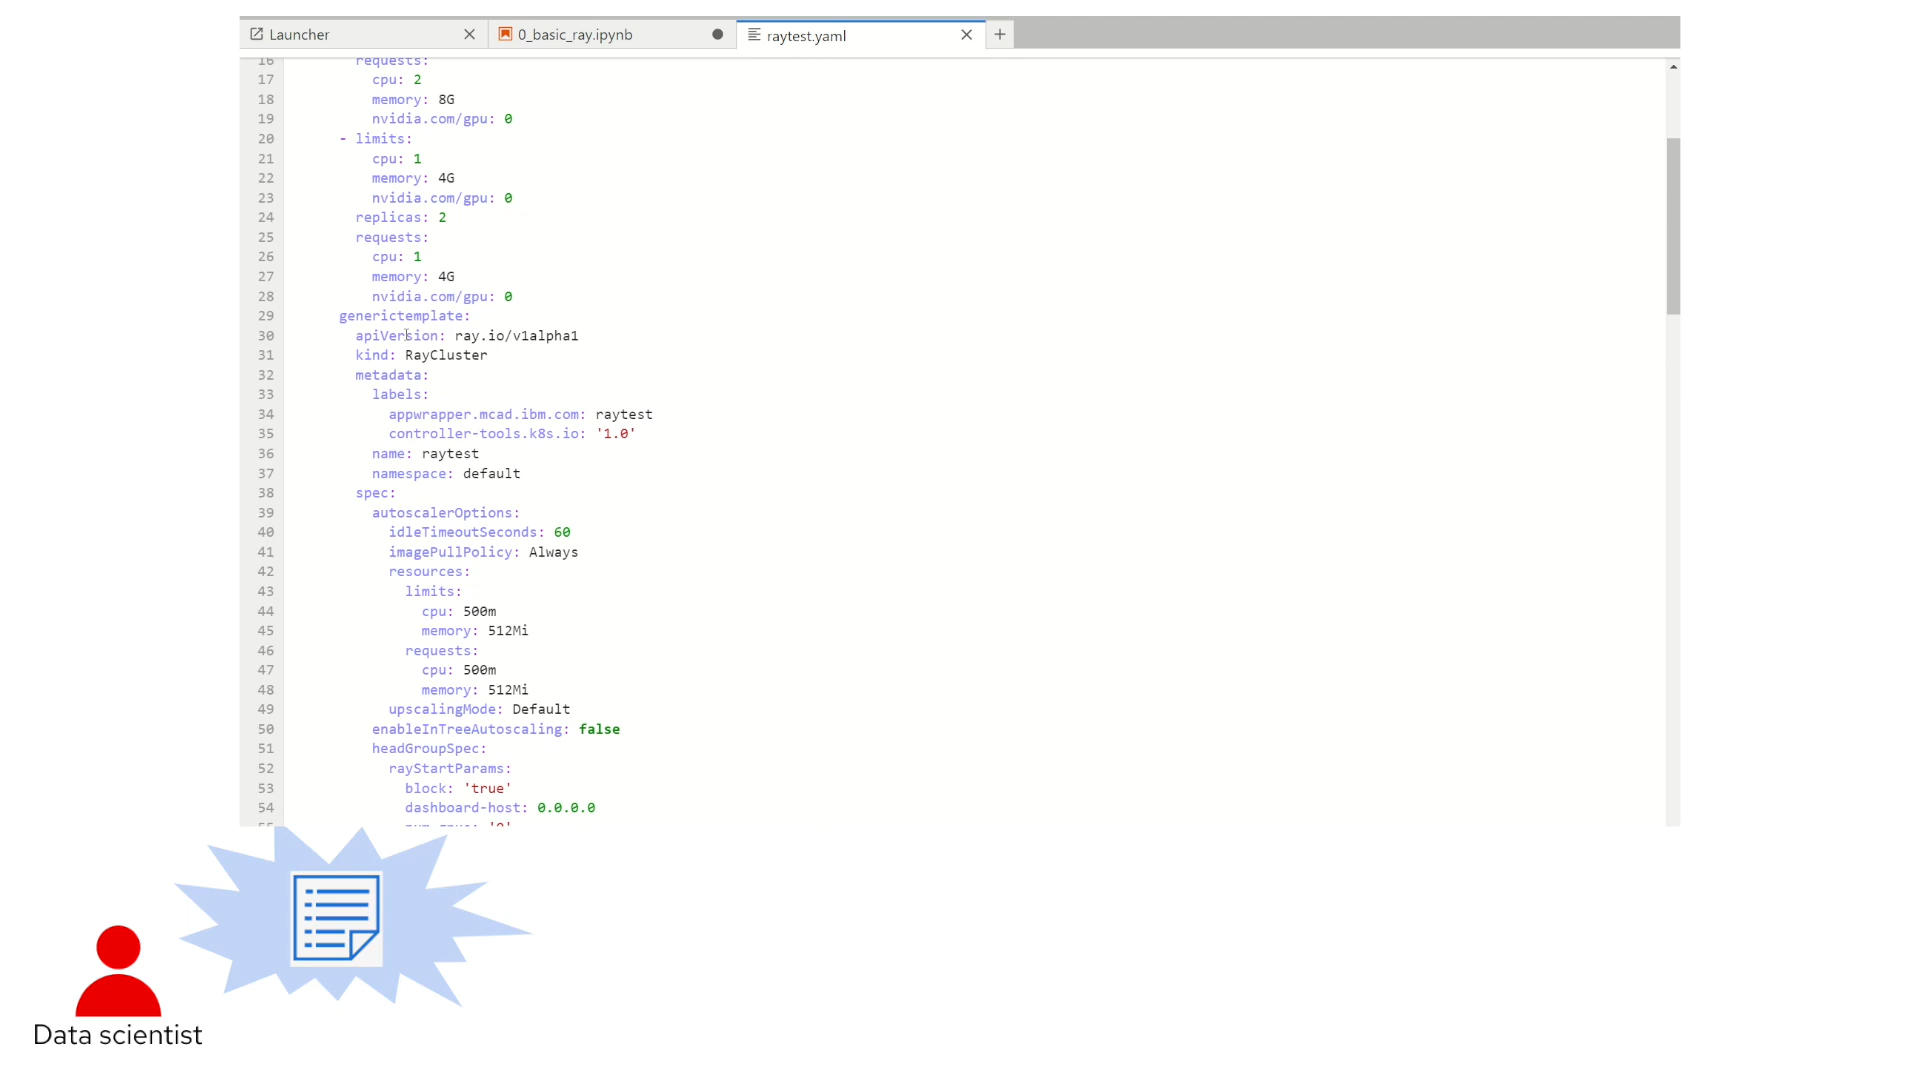 Launcher
0_basic_ray.ipynb
raytest.yaml
16 requests:
17 cpu: 2
18 memory: 8G
19 nvidia.com/gpu: 0
20 - limits:
21 cpu: 1
22 memory: 4G
23 nvidia.com/gpu: 0
24 replicas: 2
25 requests:
26 cpu: 1
27 memory: 4G
28 nvidia.com/gpu: 0
29 generictemplate:
30 apiVersion: ray.io/v1alpha1
31 kind: RayCluster
32 metadata:
33 labels:
34 appwrapper.mcad.ibm.com: raytest
35 controller-tools.k8s.io: '1.0'
36 name: raytest
37 namespace: default
38 spec:
39 autoscalerOptions:
40 idleTimeoutSeconds: 60
41 imagePullPolicy: Always
42 resources:
43 limits:
44 cpu: 500m
45 memory: 512Mi
46 requests:
47 cpu: 500m
48 memory: 512Mi
49 upscalingMode: Default
50 enableInTreeAutoscaling: false
51 headGroupSpec:
52 rayStartParams:
53 block: 'true'
54 dashboard-host: 0.0.0.0
Data scientist